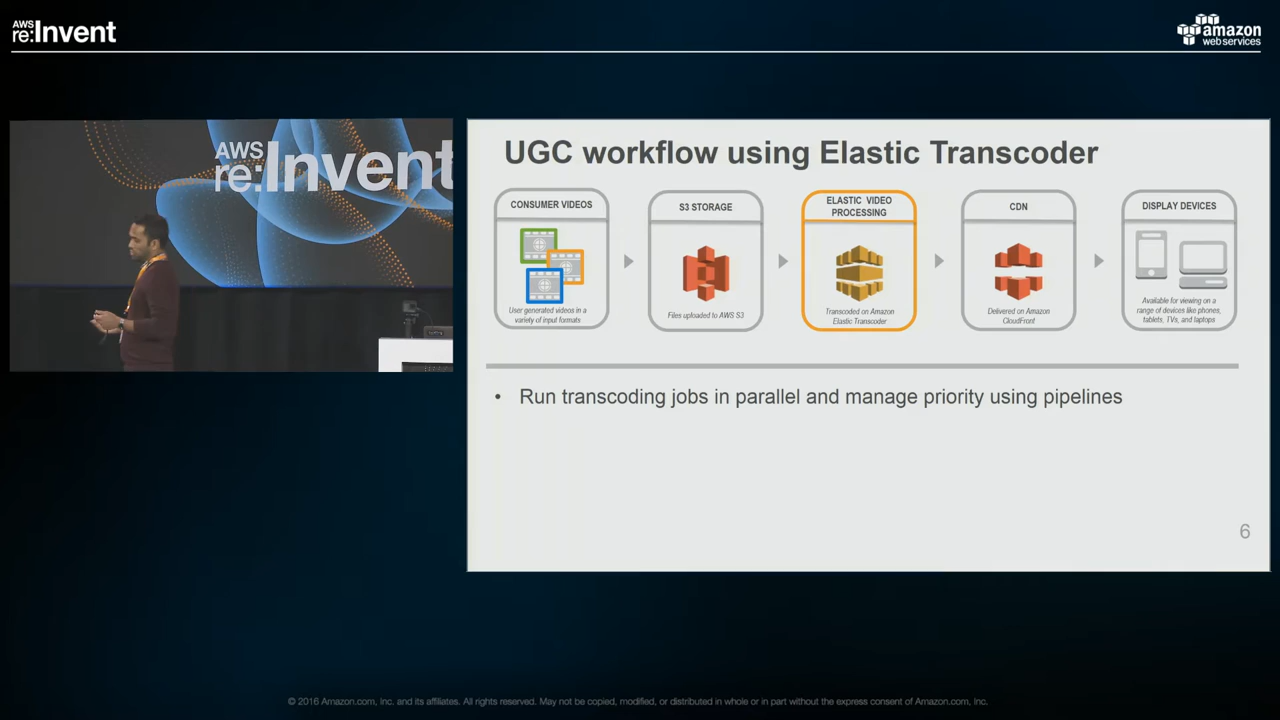 AWS
re:Invent
amazon
web services
AWS
re:Invent
UGC workflow using Elastic Transcoder
CONSUMER VIDEOS
User generated videos in a
variety of input formats
S3 STORAGE
Files uploaded to AWS S3
ELASTIC VIDEO
PROCESSING
Transcoded on Amazon
Elastic Transcoder
CDN
Delivered on Amazon
CloudFront
DISPLAY DEVICES
Available for viewing on a
range of devices like phones,
tablets, TVs, and laptops
• Run transcoding jobs in parallel and manage priority using pipelines
6
© 2016 Amazon.com, Inc. and its affiliates. All rights reserved. May not be copied, modified, or distributed in whole or in part without the express consent of Amazon.com, Inc.